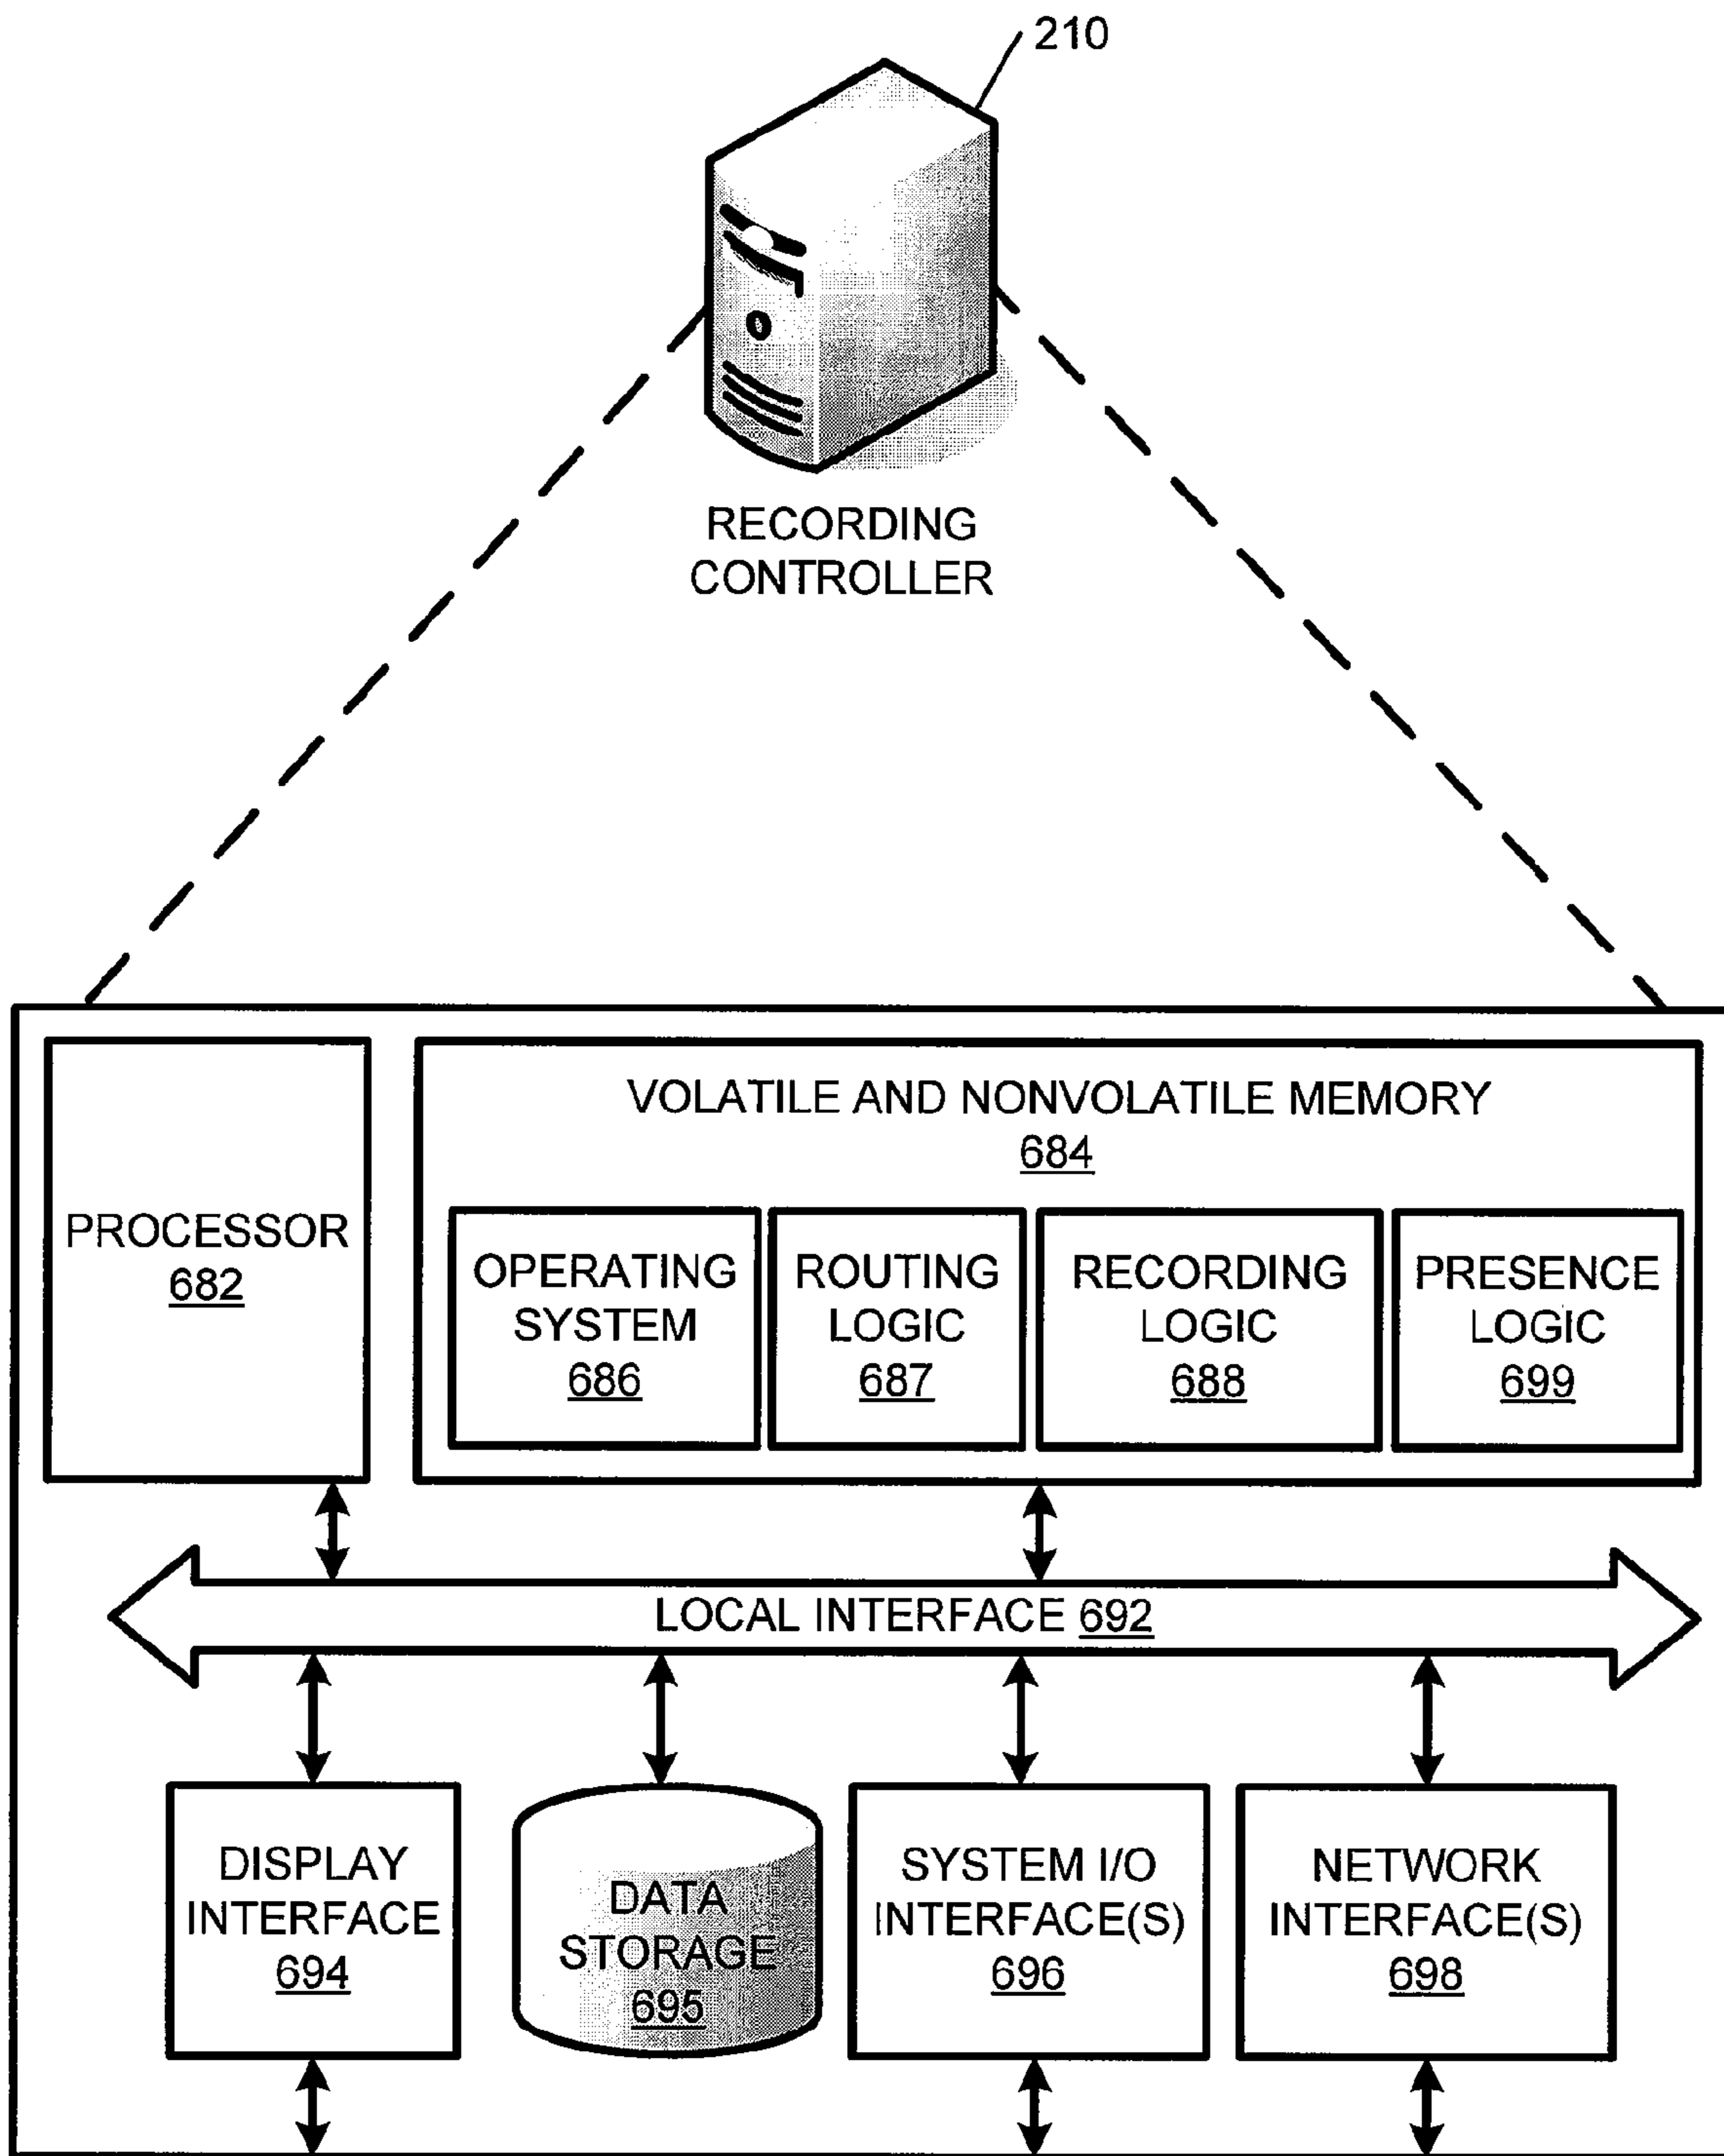 210
RECORDING
CONTROLLER
PROCESSOR
682
VOLATILE AND NONVOLATILE MEMORY
684
OPERATING
SYSTEM
686
ROUTING
LOGIC
687
RECORDING
LOGIC
688
PRESENCE
LOGIC
699
LOCAL INTERFACE 692
DISPLAY
INTERFACE
694
DATA
STORAGE
695
SYSTEM I/O
INTERFACE(S)
696
NETWORK
INTERFACE(S)
698